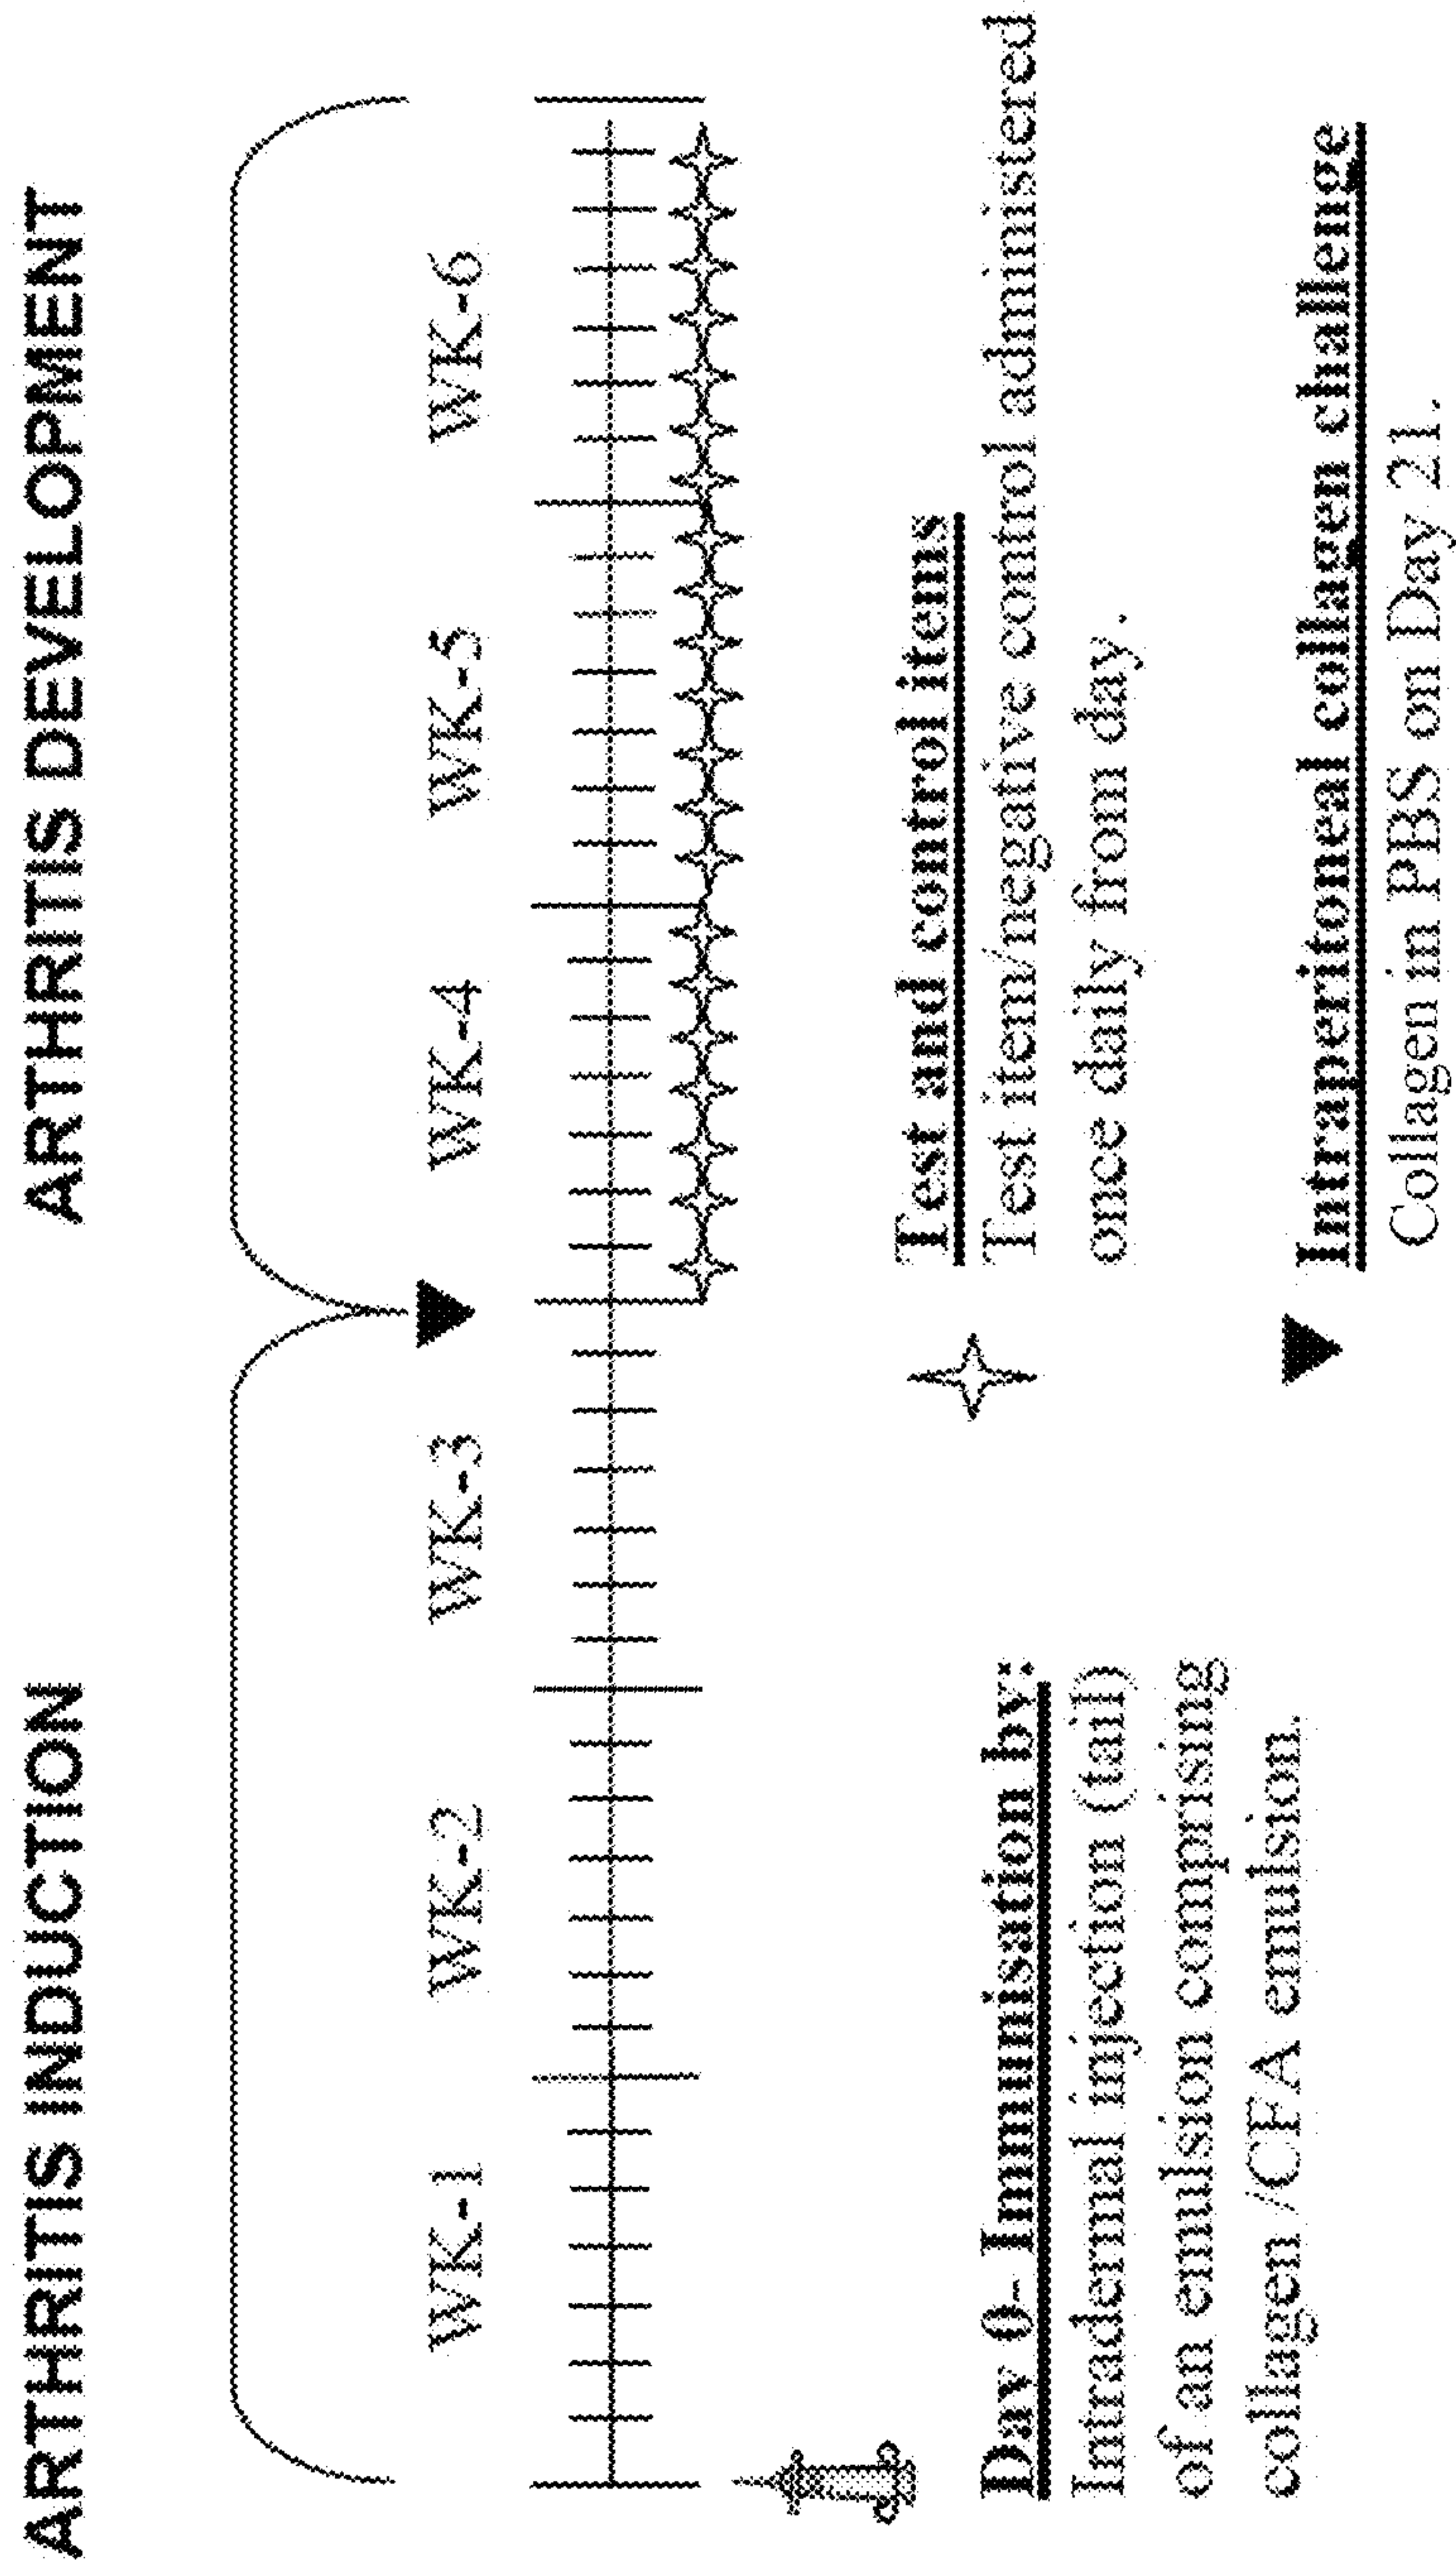 ARTHRITIS INDUCTION
ARTHRITIS DEVELOPMENT
WK-1
WK-2
WK-3
WK-4
WK-5
WK-6
Day 0- Immunisation by:
Intradermal injection (tail)
of an emulsion comprising
collagen /CFA emulsion.
Test and control items
Test item/negative control administered
once daily from day.
Intraperitoneal collagen challenge
Collagen in PBS on Day 21.